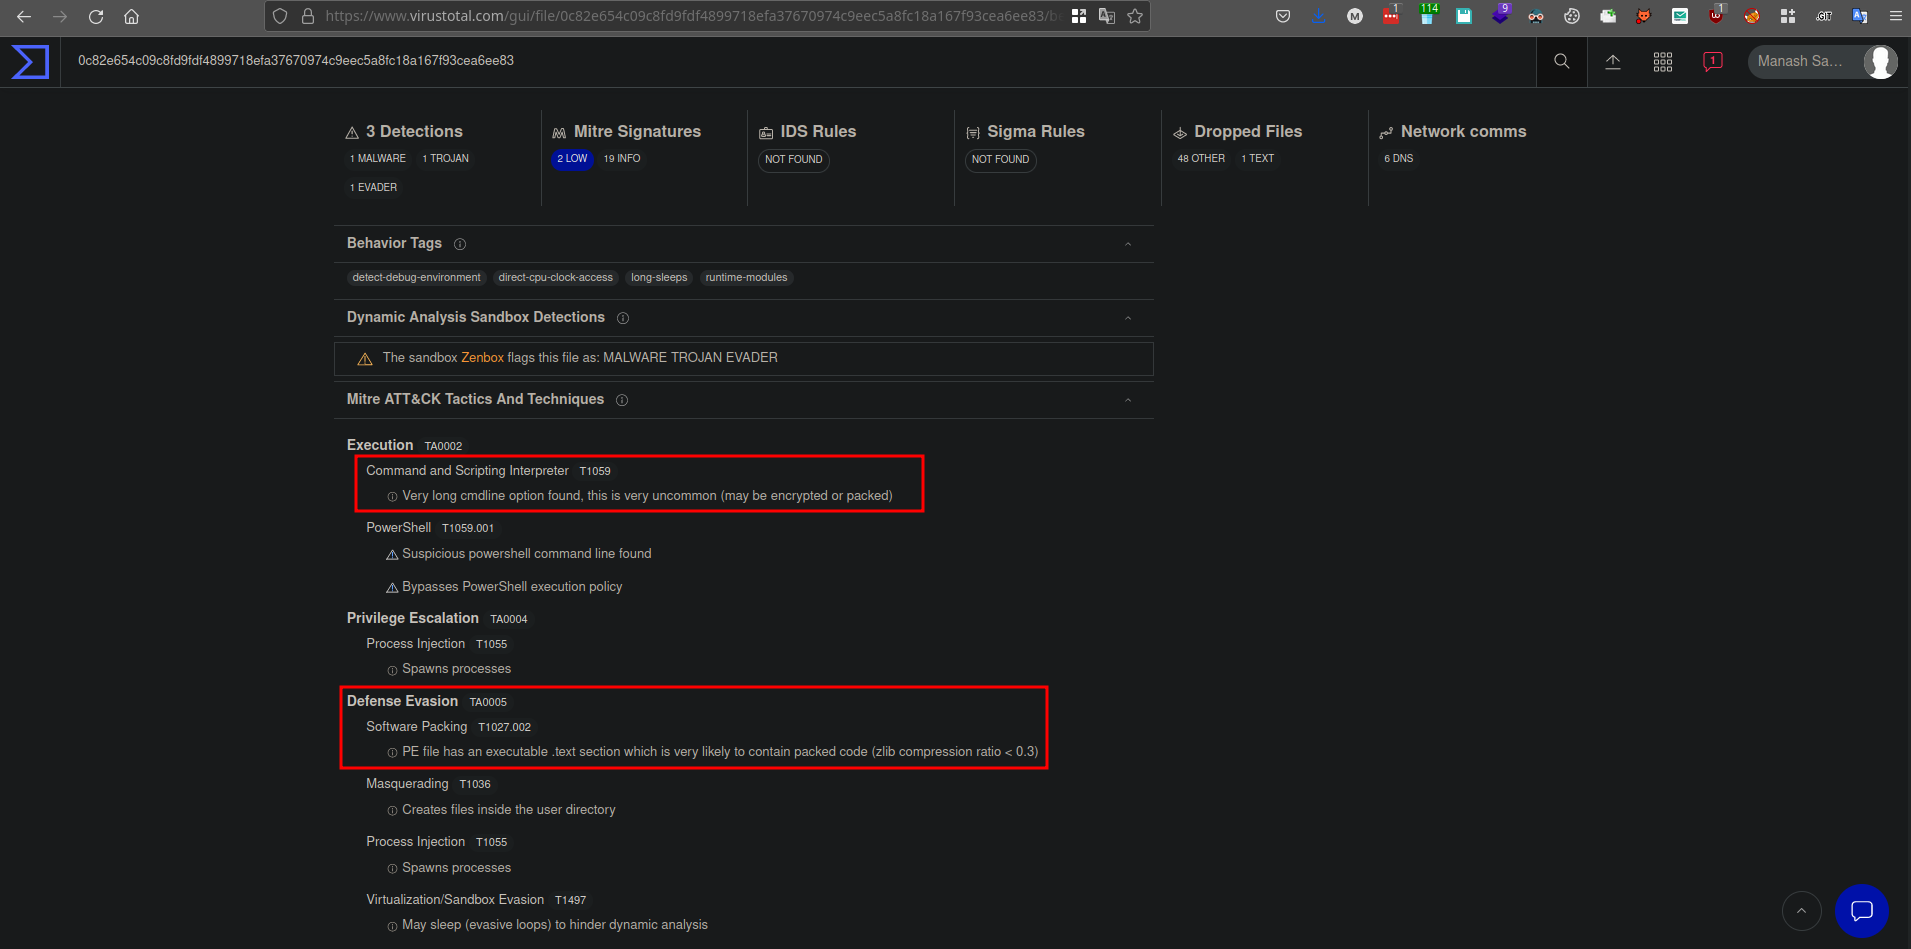 https://www.virustotal.com/gui/file/0c82e654c09c8fd9fdf4899718efa37670974c9eec5a8fc18a167f93cea6ee83/be
1
114
9
1
.GIT
0c82e654c09c8fd9fdf4899718efa37670974c9eec5a8fc18a167f93cea6ee83
1
Manash Sa...
3 Detections
1 MALWARE 1 TROJAN
1 EVADER
Mitre Signatures
2 LOW 19 INFO
IDS Rules
NOT FOUND
Sigma Rules
NOT FOUND
Dropped Files
48 OTHER 1 TEXT
Network comms
6 DNS
Behavior Tags
detect-debug-environment direct-cpu-clock-access long-sleeps runtime-modules
Dynamic Analysis Sandbox Detections
The sandbox Zenbox flags this file as: MALWARE TROJAN EVADER
Mitre ATT&CK Tactics And Techniques
Execution TA0002
Command and Scripting Interpreter T1059
Very long cmdline option found, this is very uncommon (may be encrypted or packed)
PowerShell T1059.001
Suspicious powershell command line found
Bypasses PowerShell execution policy
Privilege Escalation TA0004
Process Injection T1055
Spawns processes
Defense Evasion TA0005
Software Packing T1027.002
PE file has an executable .text section which is very likely to contain packed code (zlib compression ratio < 0.3)
Masquerading T1036
Creates files inside the user directory
Process Injection T1055
Spawns processes
Virtualization/Sandbox Evasion T1497
May sleep (evasive loops) to hinder dynamic analysis